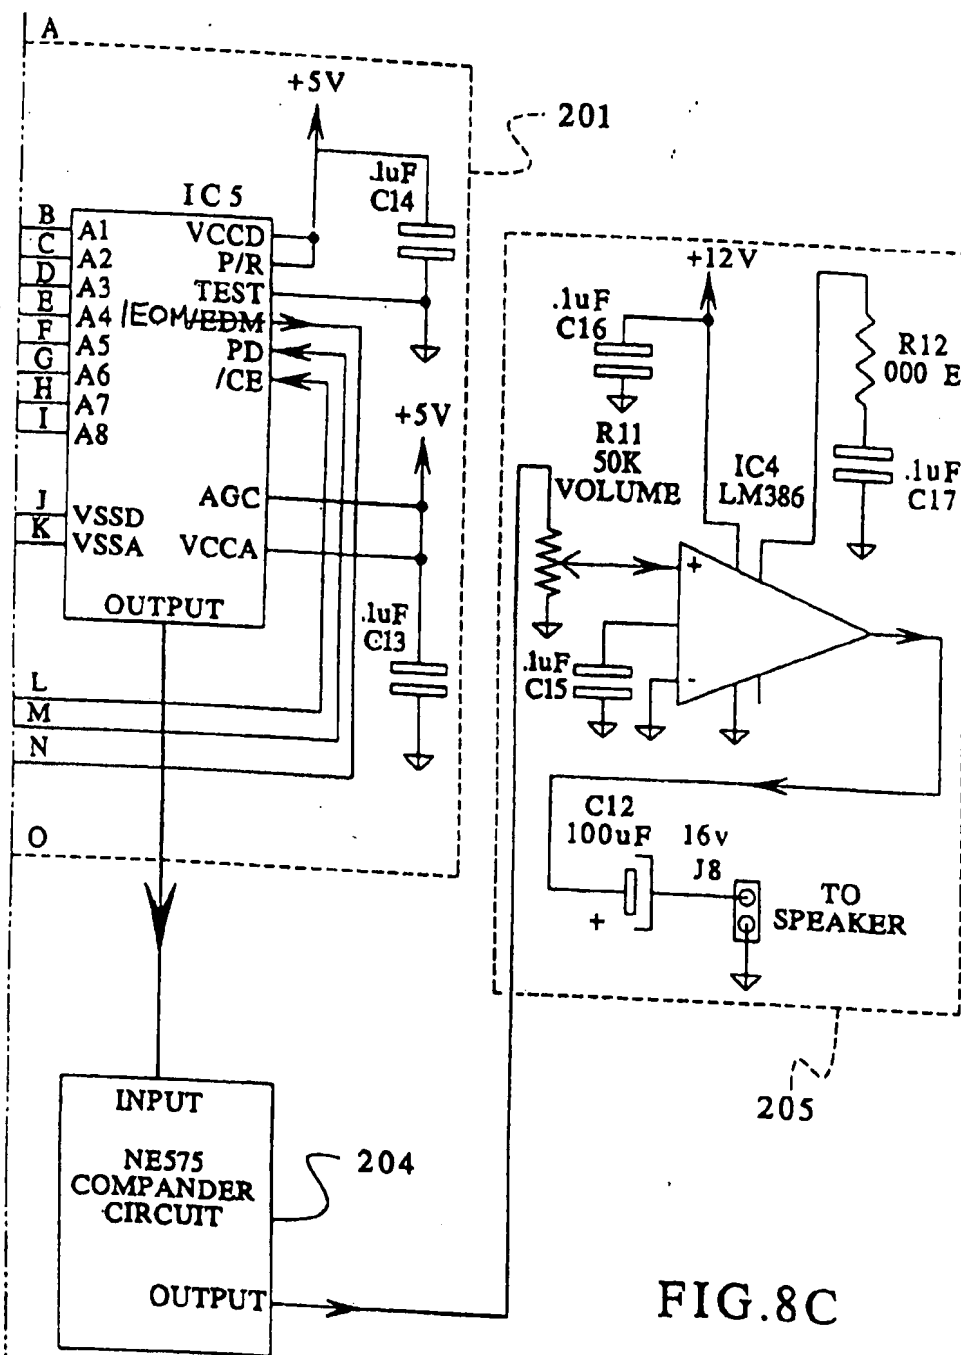 A
+5V
201
.1uF
C14
IC5
B
C
D
E
F
G
H
I
A1
A2
A3
A4
A5
A6
A7
A8
VCCD
P/R
TEST
/EOM/EDM
PD
/CE
+5V
AGC
VCCA
J
K
VSSD
VSSA
OUTPUT
.1uF
C13
L
M
N
O
+12V
.1uF
C16
R12
000 E
R11
50K
VOLUME
IC4
LM386
.1uF
C17
+
.1uF
C15
-
C12
100uF
16v
J8
+
TO
SPEAKER
205
INPUT
NE575
COMPANDER
CIRCUIT
204
OUTPUT
FIG.8C